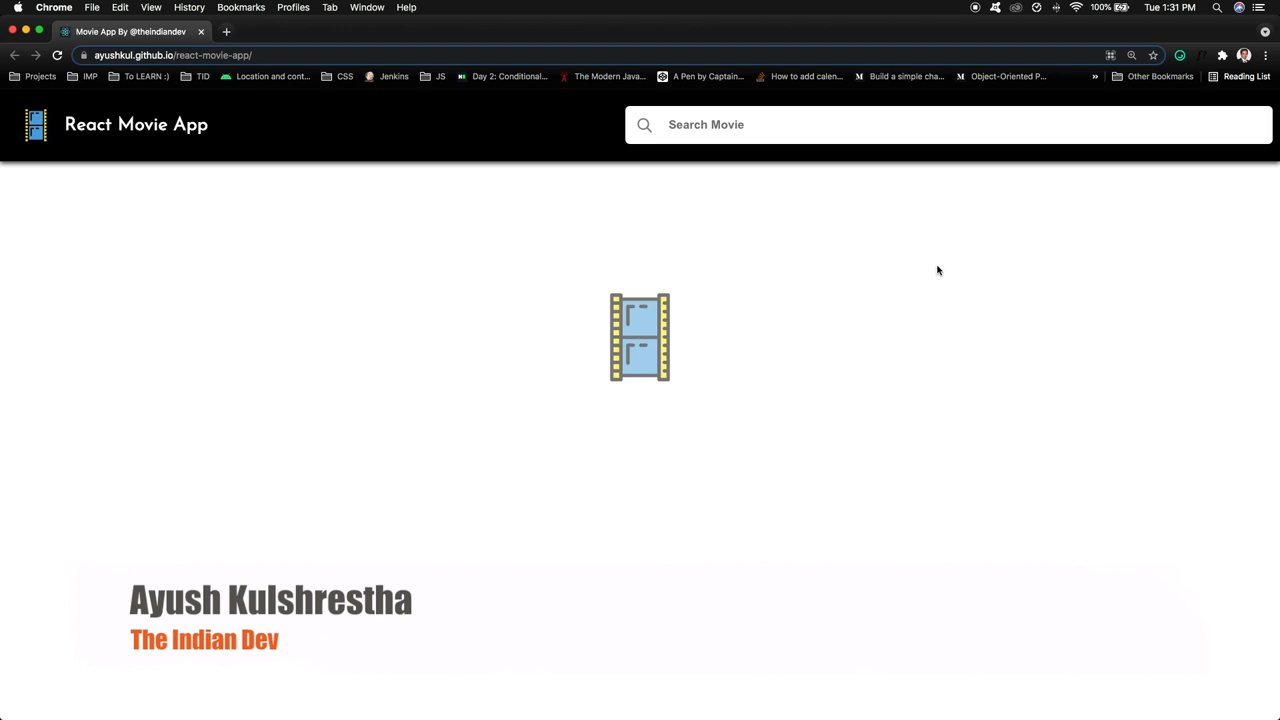 Chrome File Edit View History Bookmarks Profiles Tab Window Help 100% Tue 1:31 PM
Movie App By @theindiandev
ayushkul.github.io/react-movie-app/
Projects IMP To LEARN :) TID Location and cont... CSS Jenkins JS Day 2: Conditional... The Modern Java... A Pen by Captain... How to add calen... Build a simple cha... Object-Oriented P... » Other Bookmarks Reading List
React Movie App Search Movie
Ayush Kulshrestha
The Indian Dev